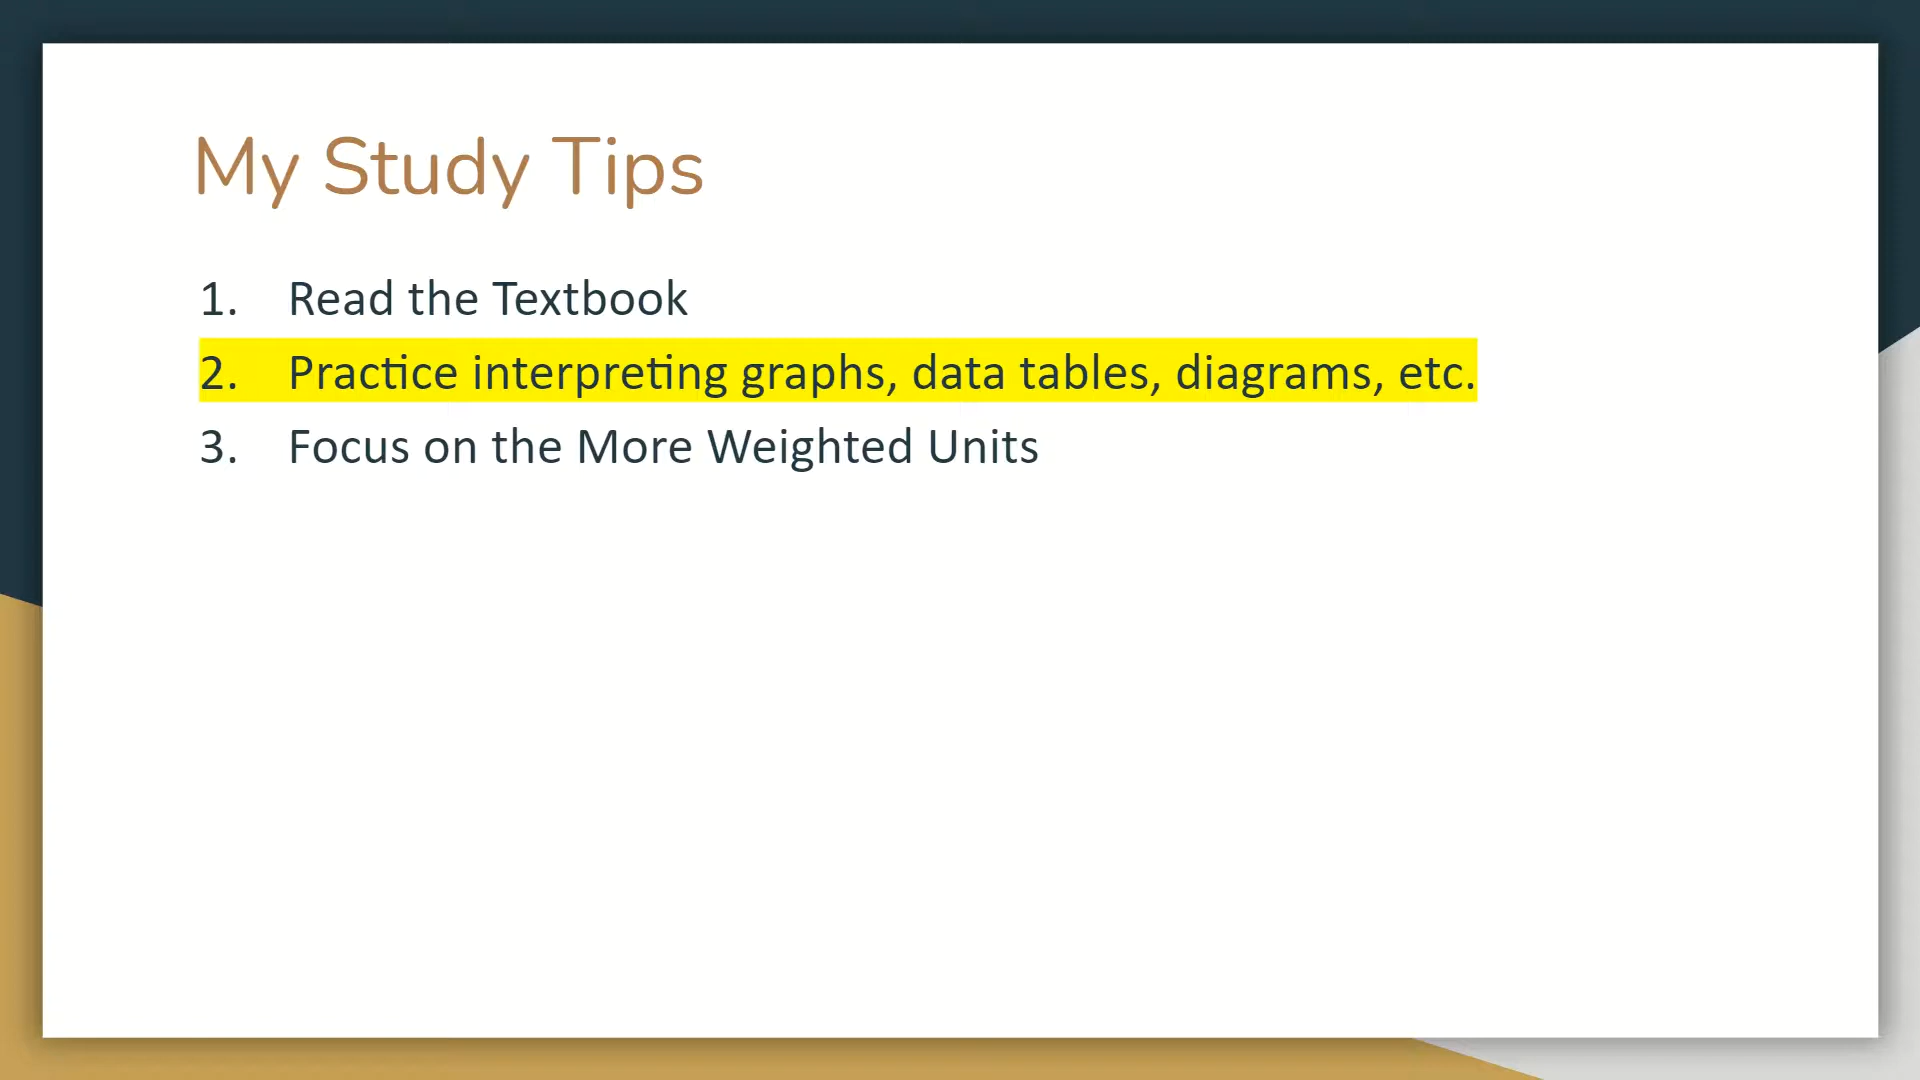 My Study Tips
1. Read the Textbook
2. Practice interpreting graphs, data tables, diagrams, etc.
3. Focus on the More Weighted Units